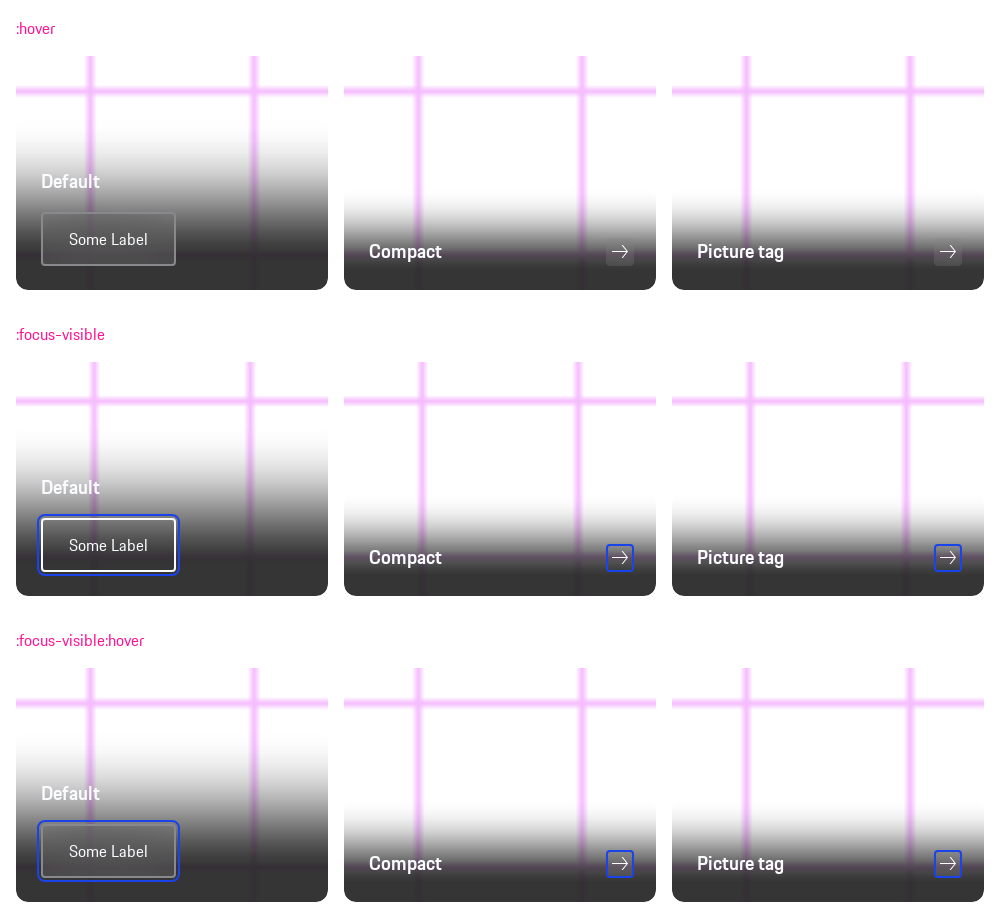 :hover
Default
Some Label
Compact
Picture tag
:focus-visible
Default
Some Label
Compact
Picture tag
:focus-visible:hover
Default
Some Label
Compact
Picture tag